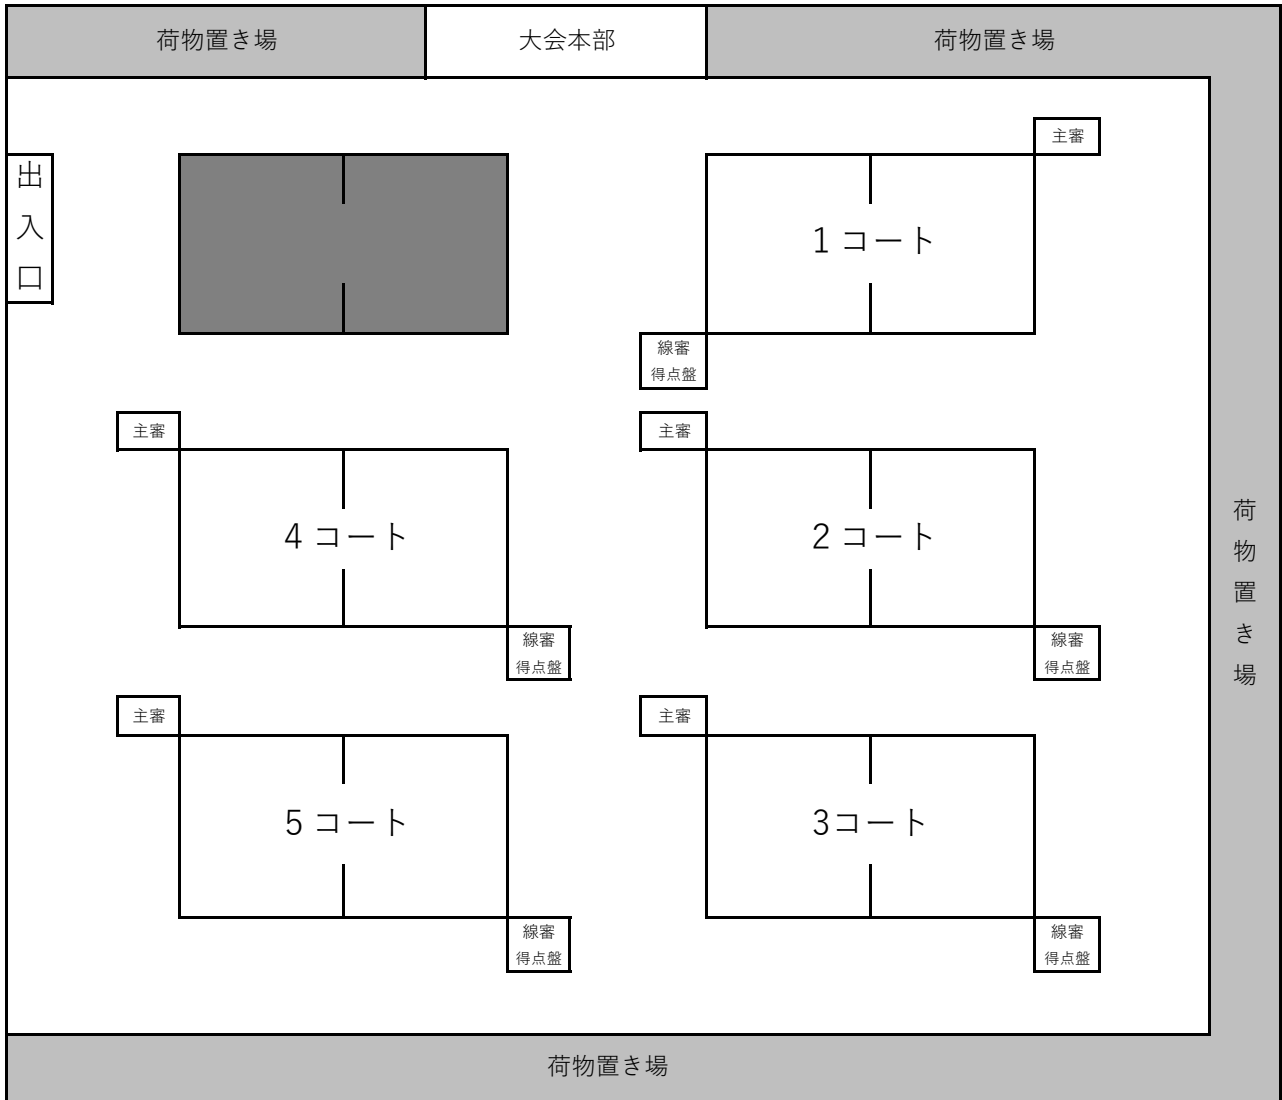 荷物置き場
大会本部
荷物置き場
主審
出入口
1 コート
線審
得点盤
主審
主審
4 コート
2 コート
荷物置き場
線審
得点盤
線審
得点盤
主審
主審
5 コート
3コート
線審
得点盤
線審
得点盤
荷物置き場